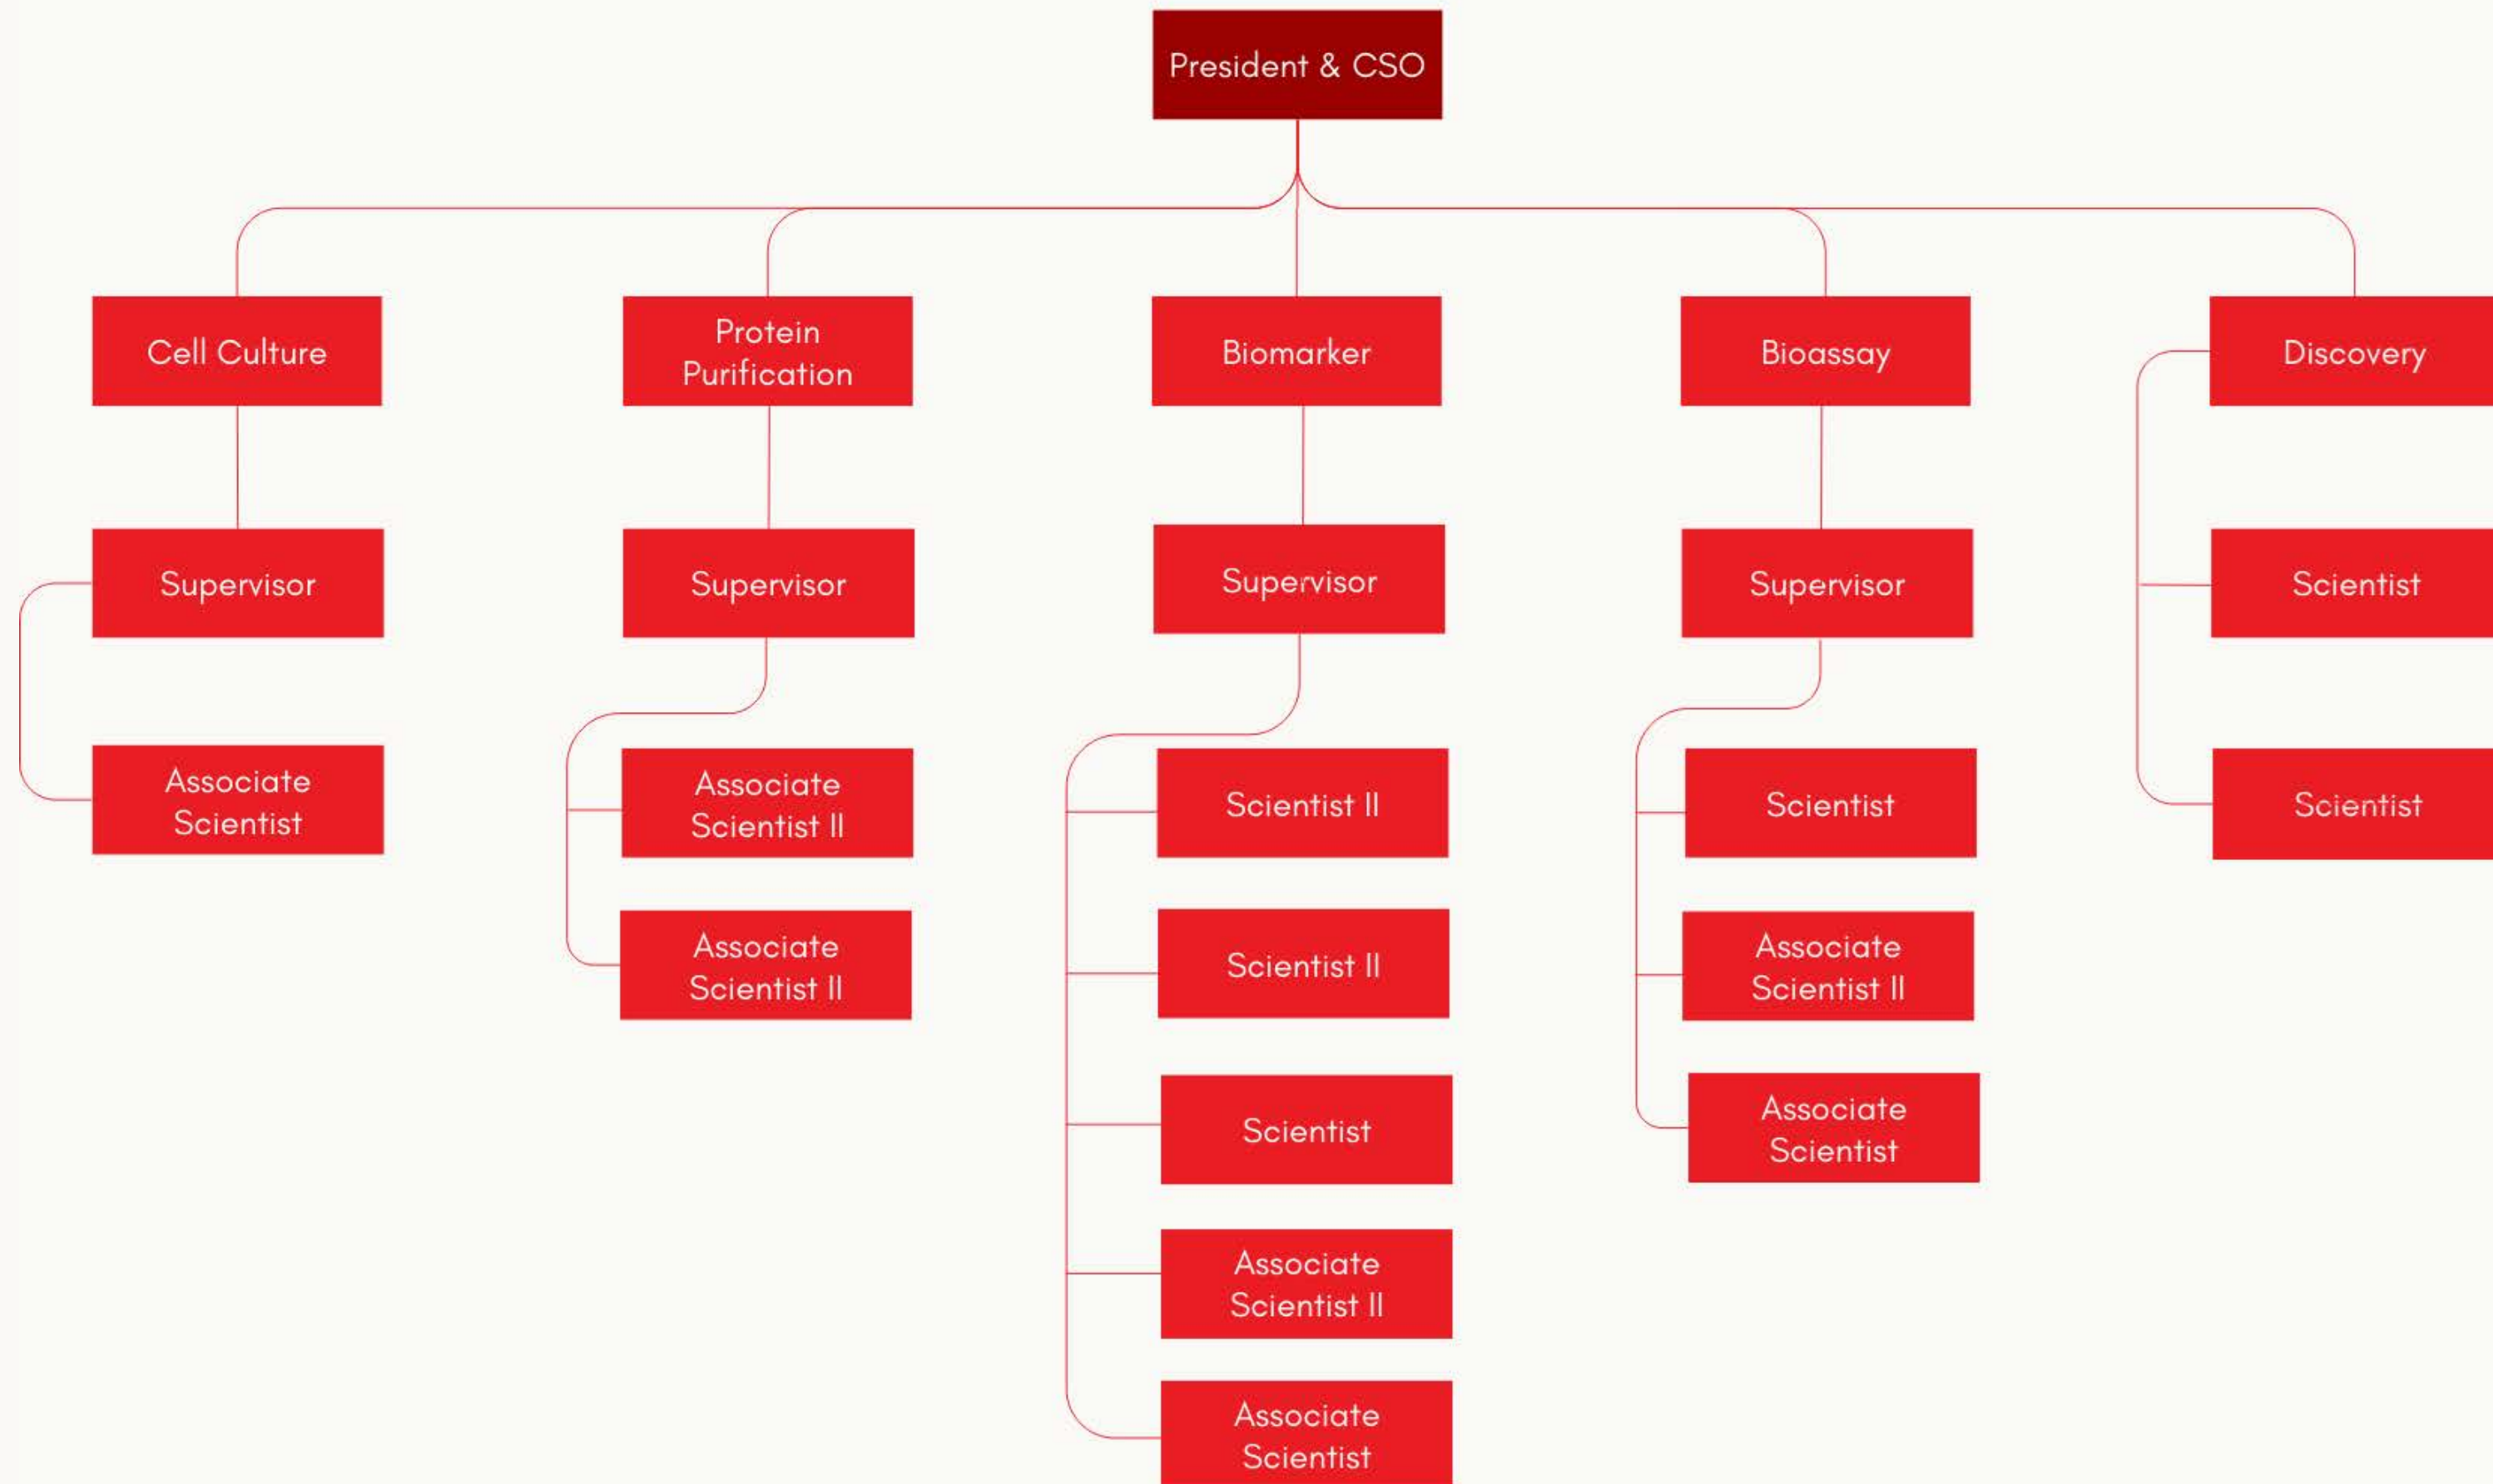 President & CSO
Cell Culture
Protein
Purification
Biomarker
Bioassay
Discovery
Supervisor
Supervisor
Supervisor
Supervisor
Scientist
Associate
Scientist
Associate
Scientist II
Scientist II
Scientist
Scientist
Associate
Scientist II
Scientist II
Associate
Scientist II
Scientist
Associate
Scientist
Associate
Scientist II
Associate
Scientist